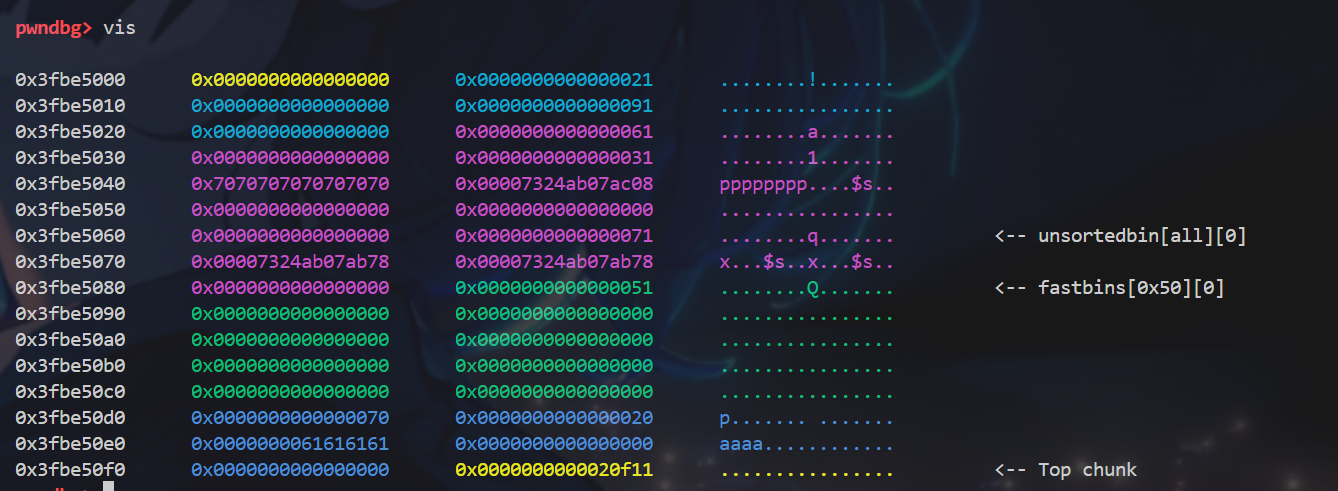 pwndbg> vis
0x3fbe5000 0x0000000000000000 0x0000000000000021 ........!.......
0x3fbe5010 0x0000000000000000 0x0000000000000091 ................
0x3fbe5020 0x0000000000000000 0x0000000000000061 ........a.......
0x3fbe5030 0x0000000000000000 0x0000000000000031 ........1.......
0x3fbe5040 0x7070707070707070 0x00007324ab07ac08 pppppppp....$s..
0x3fbe5050 0x0000000000000000 0x0000000000000000 ................
0x3fbe5060 0x0000000000000000 0x0000000000000071 ........q....... <-- unsortedbin[all][0]
0x3fbe5070 0x00007324ab07ab78 0x00007324ab07ab78 x...$s..x...$s..
0x3fbe5080 0x0000000000000000 0x0000000000000051 ........Q....... <-- fastbins[0x50][0]
0x3fbe5090 0x0000000000000000 0x0000000000000000 ................
0x3fbe50a0 0x0000000000000000 0x0000000000000000 ................
0x3fbe50b0 0x0000000000000000 0x0000000000000000 ................
0x3fbe50c0 0x0000000000000000 0x0000000000000000 ................
0x3fbe50d0 0x0000000000000070 0x0000000000000020 p....... .......
0x3fbe50e0 0x0000000061616161 0x0000000000000000 aaaa............
0x3fbe50f0 0x0000000000000000 0x0000000000020f11 ................ <-- Top chunk